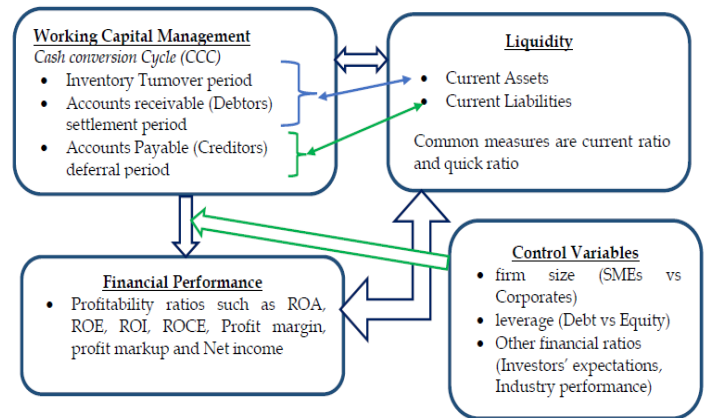 Working Capital Management
Cash conversion Cycle (CCC)
• Inventory Turnover period
• Accounts receivable (Debtors)
settlement period
• Accounts Payable (Creditors)
deferral period
Liquidity
• Current Assets
• Current Liabilities
Common measures are current ratio
and quick ratio
Financial Performance
• Profitability ratios such as ROA,
ROE, ROI, ROCE, Profit margin,
profit markup and Net income
Control Variables
• firm size (SMEs vs
Corporates)
• leverage (Debt vs Equity)
• Other financial ratios
(Investors’ expectations,
Industry performance)